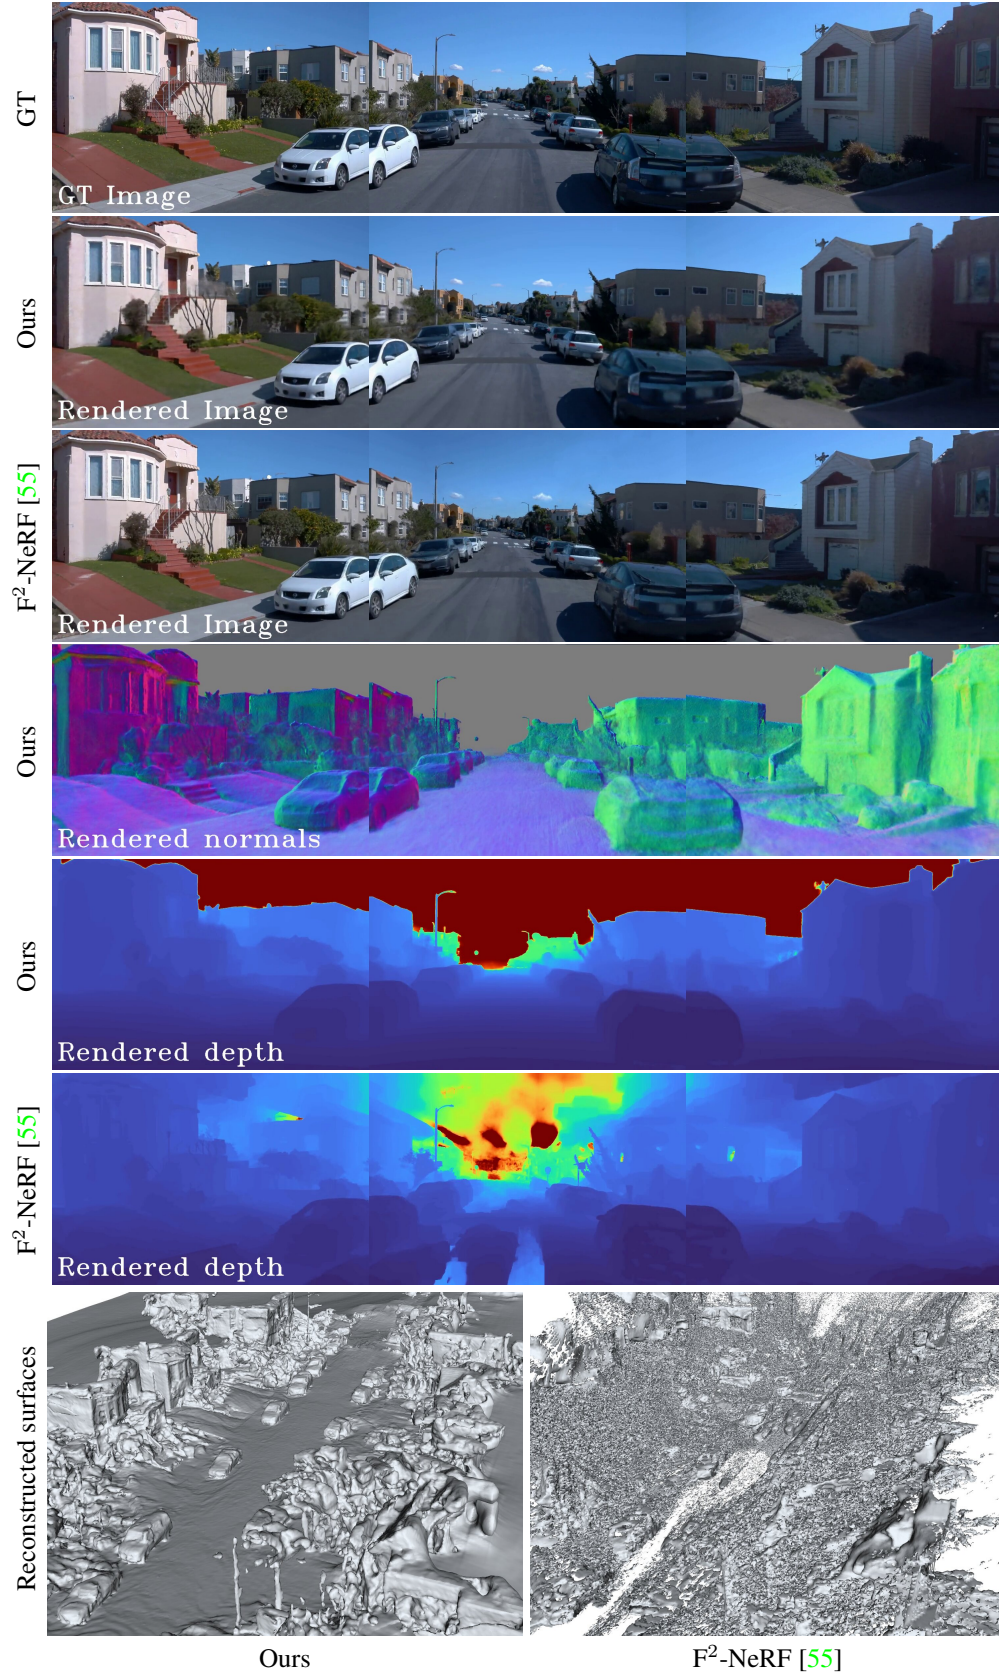 GT
GT Image
Ours
Rendered Image
F²-NeRF [55]
Rendered Image
Ours
Rendered normals
Ours
Rendered depth
F²-NeRF [55]
Rendered depth
Reconstructed surfaces
Ours
F²-NeRF [55]